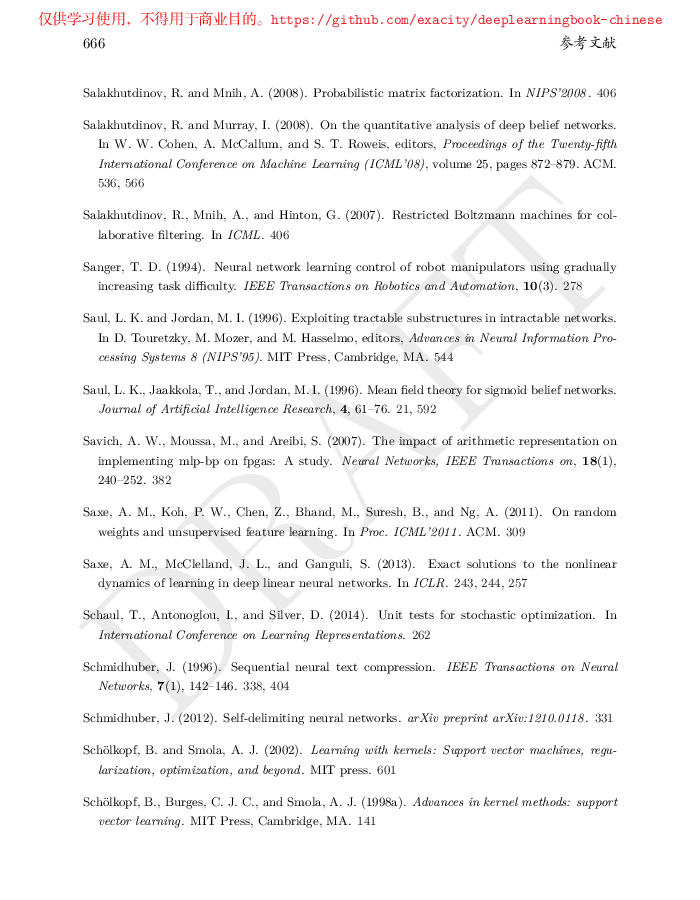 仅供学习使用，不得用于商业目的。https://github.com/exacity/deeplearningbook-chinese
666 参考文献
Salakhutdinov, R. and Mnih, A. (2008). Probabilistic matrix factorization. In NIPS'2008. 406
Salakhutdinov, R. and Murray, I. (2008). On the quantitative analysis of deep belief networks.
In W. W. Cohen, A. McCallum, and S. T. Roweis, editors, Proceedings of the Twenty-fifth
International Conference on Machine Learning (ICML'08), volume 25, pages 872–879. ACM.
536, 566
Salakhutdinov, R., Mnih, A., and Hinton, G. (2007). Restricted Boltzmann machines for col-
laborative filtering. In ICML. 406
Sanger, T. D. (1994). Neural network learning control of robot manipulators using gradually
increasing task difficulty. IEEE Transactions on Robotics and Automation, 10(3). 278
Saul, L. K. and Jordan, M. I. (1996). Exploiting tractable substructures in intractable networks.
In D. Touretzky, M. Mozer, and M. Hasselmo, editors, Advances in Neural Information Pro-
cessing Systems 8 (NIPS'95). MIT Press, Cambridge, MA. 544
Saul, L. K., Jaakkola, T., and Jordan, M. I. (1996). Mean field theory for sigmoid belief networks.
Journal of Artificial Intelligence Research, 4, 61–76. 21, 592
Savich, A. W., Moussa, M., and Areibi, S. (2007). The impact of arithmetic representation on
implementing mlp-bp on fpgas: A study. Neural Networks, IEEE Transactions on, 18(1),
240–252. 382
Saxe, A. M., Koh, P. W., Chen, Z., Bhand, M., Suresh, B., and Ng, A. (2011). On random
weights and unsupervised feature learning. In Proc. ICML'2011. ACM. 309
Saxe, A. M., McClelland, J. L., and Ganguli, S. (2013). Exact solutions to the nonlinear
dynamics of learning in deep linear neural networks. In ICLR. 243, 244, 257
Schaul, T., Antonoglou, I., and Silver, D. (2014). Unit tests for stochastic optimization. In
International Conference on Learning Representations. 262
Schmidhuber, J. (1996). Sequential neural text compression. IEEE Transactions on Neural
Networks, 7(1), 142–146. 338, 404
Schmidhuber, J. (2012). Self-delimiting neural networks. arXiv preprint arXiv:1210.0118. 331
Schölkopf, B. and Smola, A. J. (2002). Learning with kernels: Support vector machines, regu-
larization, optimization, and beyond. MIT press. 601
Schölkopf, B., Burges, C. J. C., and Smola, A. J. (1998a). Advances in kernel methods: support
vector learning. MIT Press, Cambridge, MA. 141
DRAFT